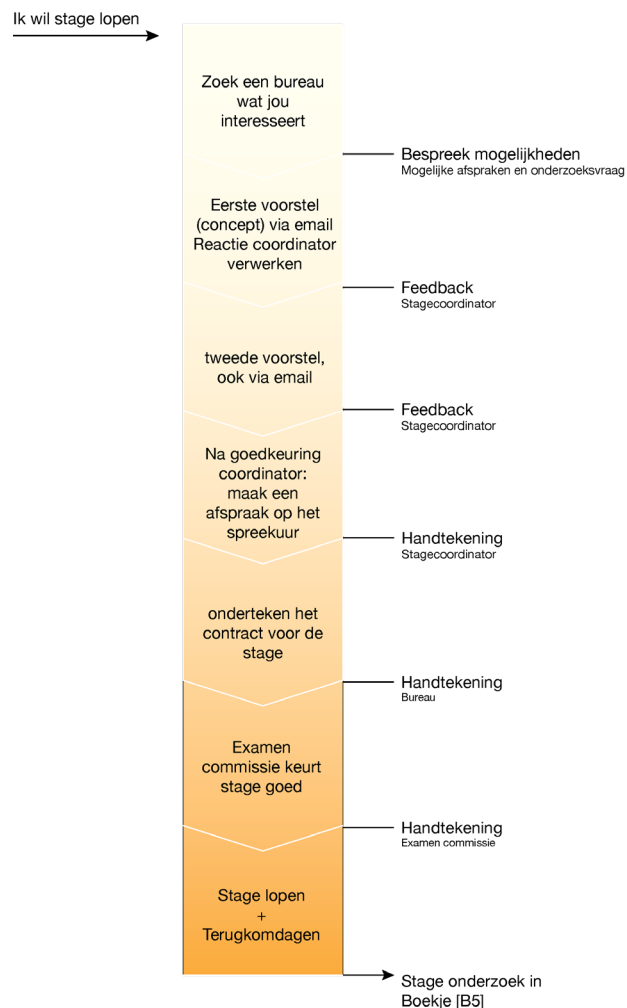 Ik wil stage lopen
Zoek een bureau
wat jou
interesseert
Bespreek mogelijkheden
Mogelijke afspraken en onderzoeksvraag
Eerste voorstel
(concept) via email
Reactie coordinator
verwerken
Feedback
Stagecoordinator
tweede voorstel,
ook via email
Feedback
Stagecoordinator
Na goedkeuring
coordinator:
maak een
afspraak op het
spreekuur
Handtekening
Stagecoordinator
onderteken het
contract voor de
stage
Handtekening
Bureau
Examen
commissie keurt
stage goed
Handtekening
Examen commissie
Stage lopen
+
Terugkomdagen
Stage onderzoek in
Boekje [B5]